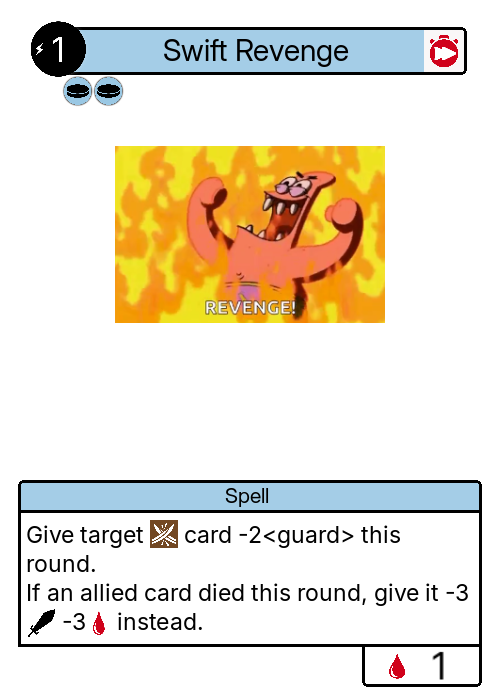 1
Swift Revenge
REVENGE!
Spell
Give target card -2<guard> this
round.
If an allied card died this round, give it -3
-3 instead.
1